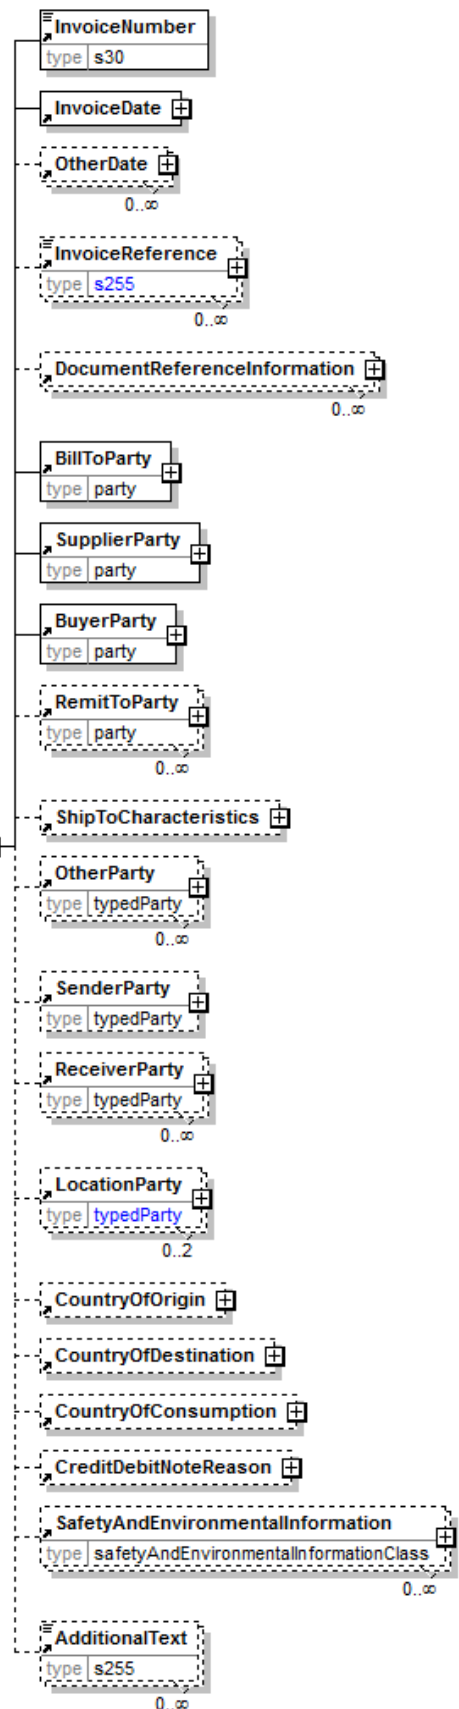 InvoiceNumber
type s30
InvoiceDate
OtherDate
0..∞
InvoiceReference
type s255
0..∞
DocumentReferenceInformation
0..∞
BillToParty
type party
SupplierParty
type party
BuyerParty
type party
RemitToParty
type party
0..∞
ShipToCharacteristics
OtherParty
type typedParty
0..∞
SenderParty
type typedParty
ReceiverParty
type typedParty
0..∞
LocationParty
type typedParty
0..2
CountryOfOrigin
CountryOfDestination
CountryOfConsumption
CreditDebitNoteReason
SafetyAndEnvironmentalInformation
type safetyAndEnvironmentalInformationClass
0..∞
AdditionalText
type s255
0..∞